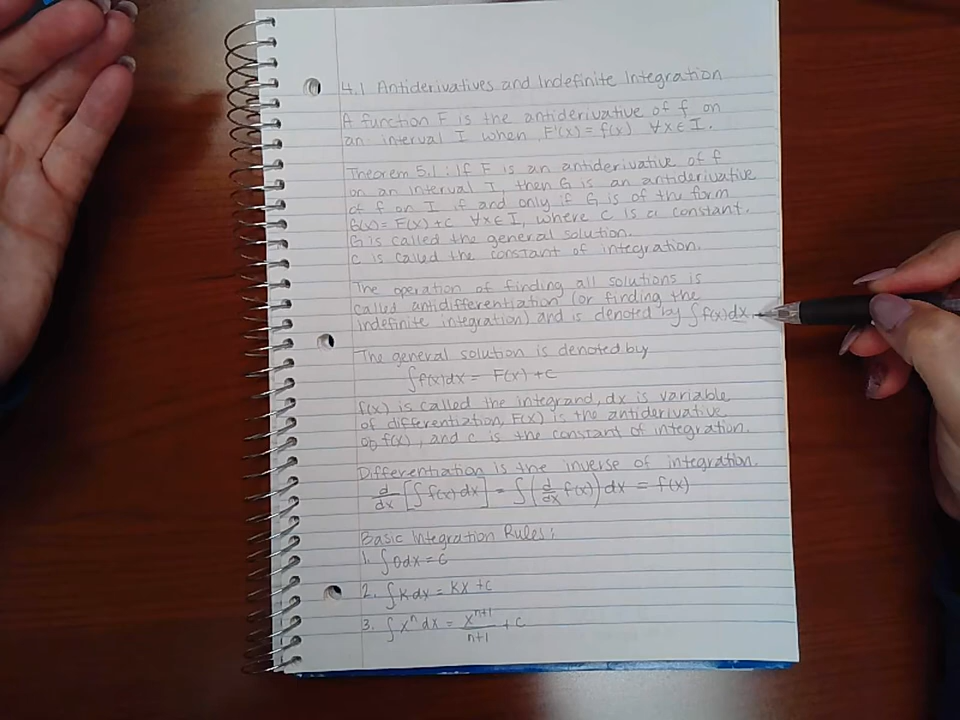 4.1 Antiderivatives and Indefinite Integration
A function F is the antiderivative of f on
an interval I when F'(x) = f(x) ∀x∈I.
Theorem 5.1: If F is an antiderivative of f
on an interval I, then G is an antiderivative
of f on I if and only if G is of the form
G(x) = F(x) + C ∀x∈I, where C is a constant.
G is called the general solution.
C is called the constant of integration.
The operation of finding all solutions is
called antidifferentiation (or finding the
indefinite integration) and is denoted by ∫f(x)dx.
The general solution is denoted by
∫f(x)dx = F(x) + C
f(x) is called the integrand, dx is variable
of differentiation, F(x) is the antiderivative
of f(x), and C is the constant of integration.
Differentiation is the inverse of integration.
d/dx [∫f(x)dx] = ∫(d/dx f(x)) dx = f(x)
Basic Integration Rules:
1. ∫0dx = C
2. ∫kdx = kx + C
3. ∫x^n dx = x^(n+1)/(n+1) + C